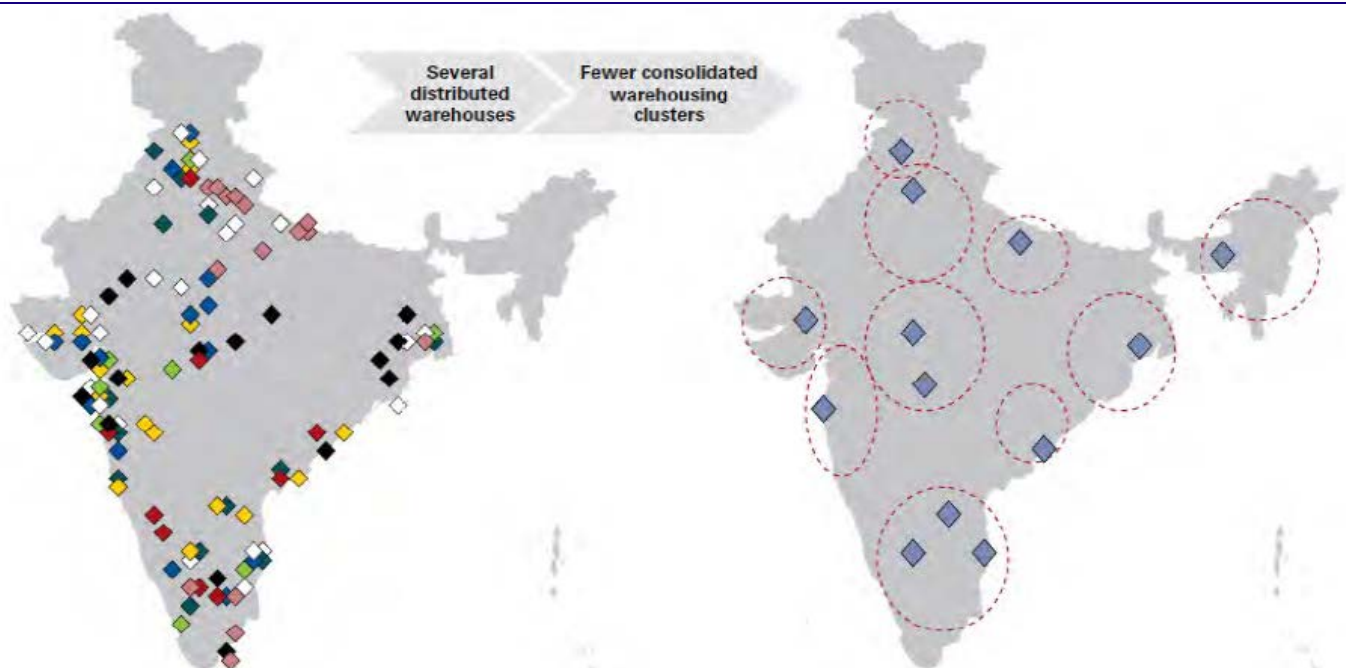 Several
distributed
warehouses
Fewer consolidated
warehousing
clusters